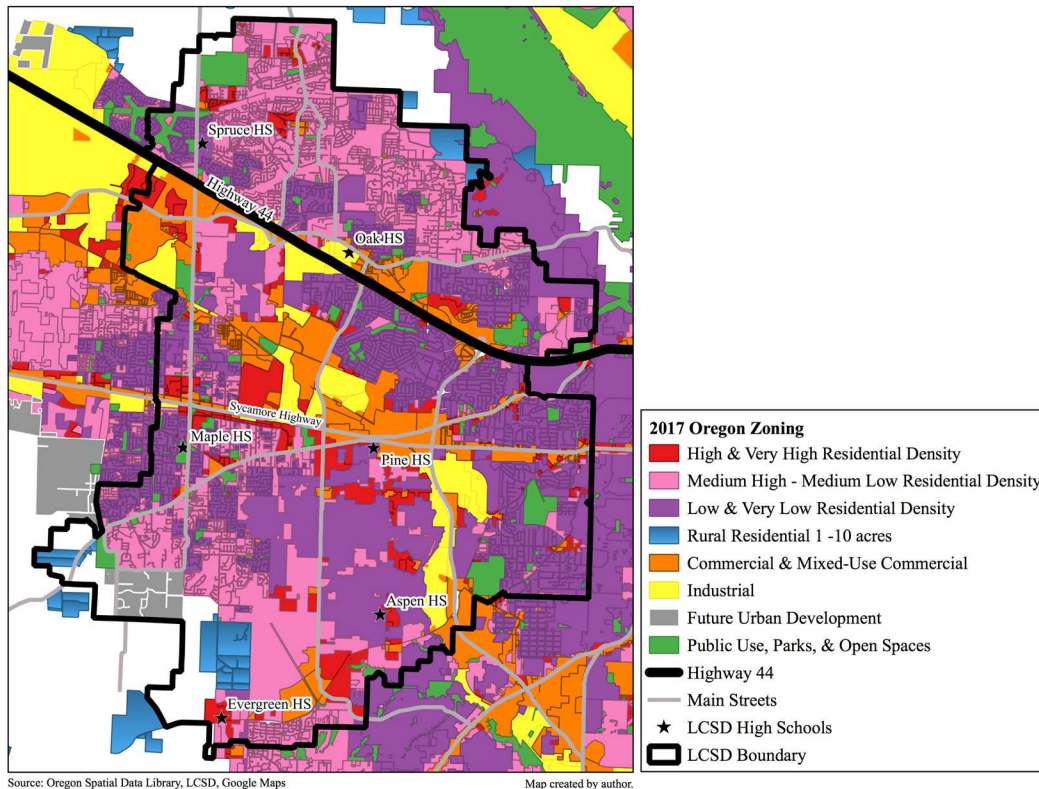 Spruce HS
Highway 44
Oak HS
Sycamore Highway
Maple HS
Pine HS
Aspen HS
Evergreen HS
2017 Oregon Zoning
High & Very High Residential Density
Medium High - Medium Low Residential Density
Low & Very Low Residential Density
Rural Residential 1 -10 acres
Commercial & Mixed-Use Commercial
Industrial
Future Urban Development
Public Use, Parks, & Open Spaces
Highway 44
Main Streets
LCSD High Schools
LCSD Boundary
Source: Oregon Spatial Data Library, LCSD, Google Maps
Map created by author.